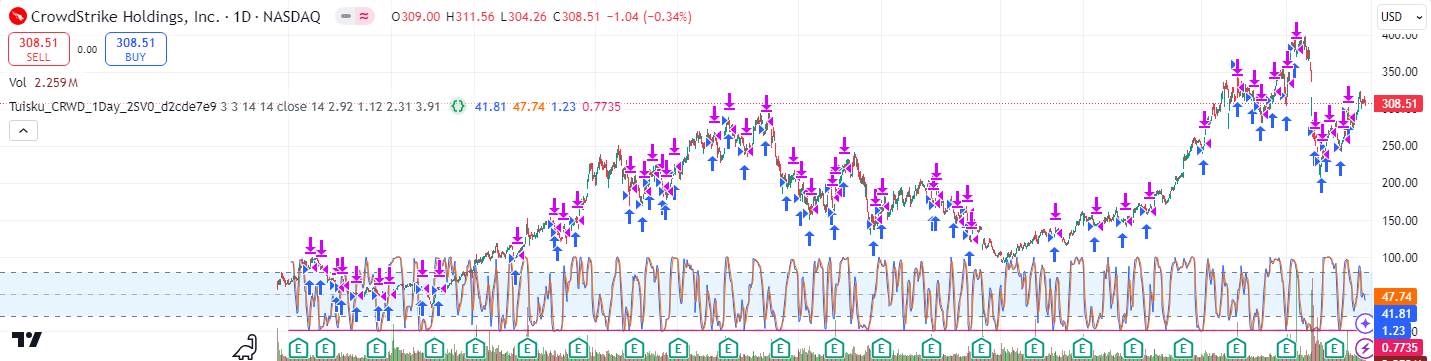 CrowdStrike Holdings, Inc. · 1D · NASDAQ O309.00 H311.56 L304.26 C308.51 −1.04 (−0.34%) USD
308.51 SELL 0.00 308.51 BUY
400.00
Vol 2.259M
350.00
Tuisku_CRWD_1Day_2SV0_d2cde7e9 3 3 14 14 close 14 2.92 1.12 2.31 3.91 {} 41.81 47.74 1.23 0.7735
308.51
250.00
200.00
150.00
100.00
47.74
41.81
1.23
0.7735
E E E E E E E E E E E E E E E E E E E E E E